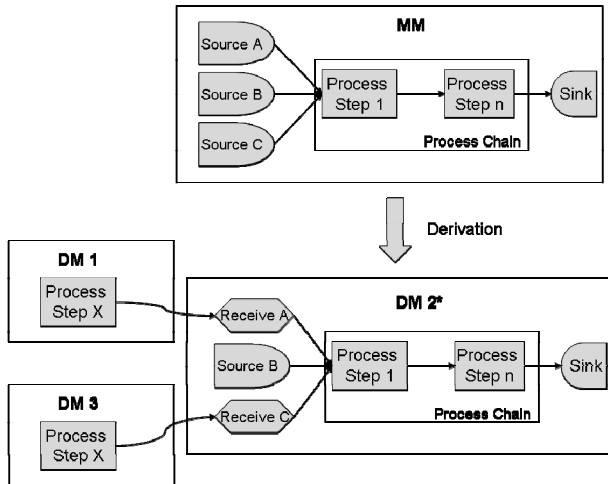 MM
Source A
Source B
Source C
Process
Step 1
Process
Step n
Sink
Process Chain
Derivation
DM 1
Process
Step X
DM 2*
Receive A
Source B
Receive C
Process
Step 1
Process
Step n
Sink
Process Chain
DM 3
Process
Step X